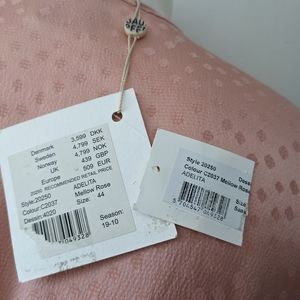 Denmark 3,599 DKK
Sweden 4,799 SEK
Norway 4,799 NOK
UK 439 GBP
Europe 509 EUR
RECOMMENDED RETAIL PRICE
ADELITA
Style:20250
Colour:C2037 Mellow Rose
Dessin:4020 Size: 44
Season:
19-10
Style 20250
Colour C2037 Mellow Rose
ADELITA